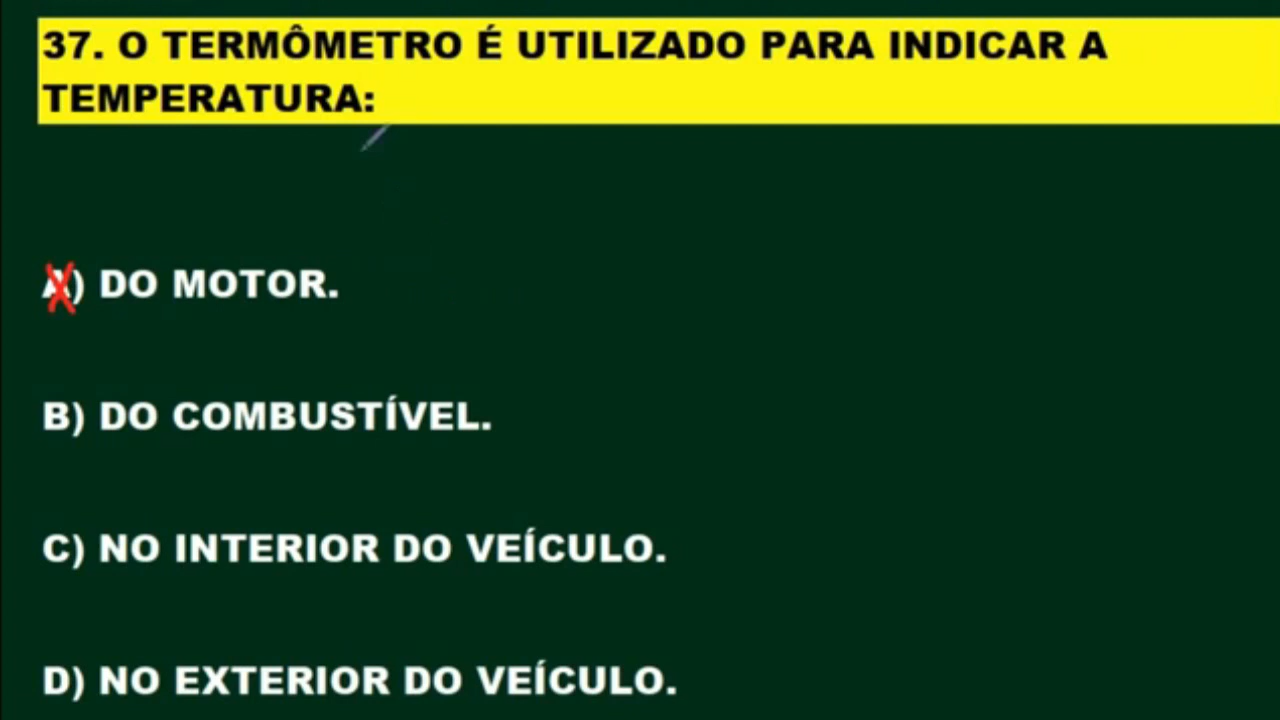 37. O TERMÔMETRO É UTILIZADO PARA INDICAR A
TEMPERATURA:
A) DO MOTOR.
B) DO COMBUSTÍVEL.
C) NO INTERIOR DO VEÍCULO.
D) NO EXTERIOR DO VEÍCULO.